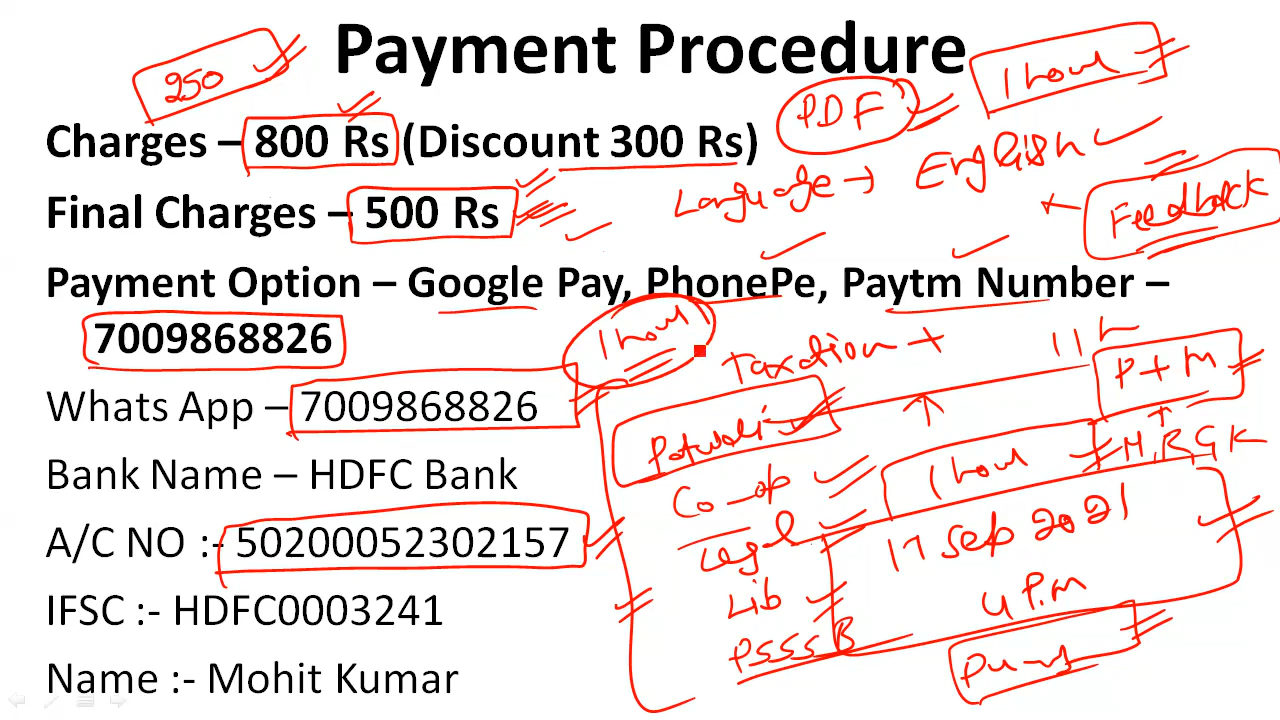 Payment Procedure
250
1 hour
PDF
Charges – 800 Rs (Discount 300 Rs)
Language → English
Final Charges – 500 Rs
Feedback
Payment Option – Google Pay, PhonePe, Paytm Number –
7009868826
1 hour
Taxation +
P + M
Whats App – 7009868826
Patwali
M, R, G K
Bank Name – HDFC Bank
Co-op
1 hour
A/C NO :- 50200052302157
Legal
17 Sep 2021
IFSC :- HDFC0003241
Lib
4 P.m
PSSSB
Name :- Mohit Kumar